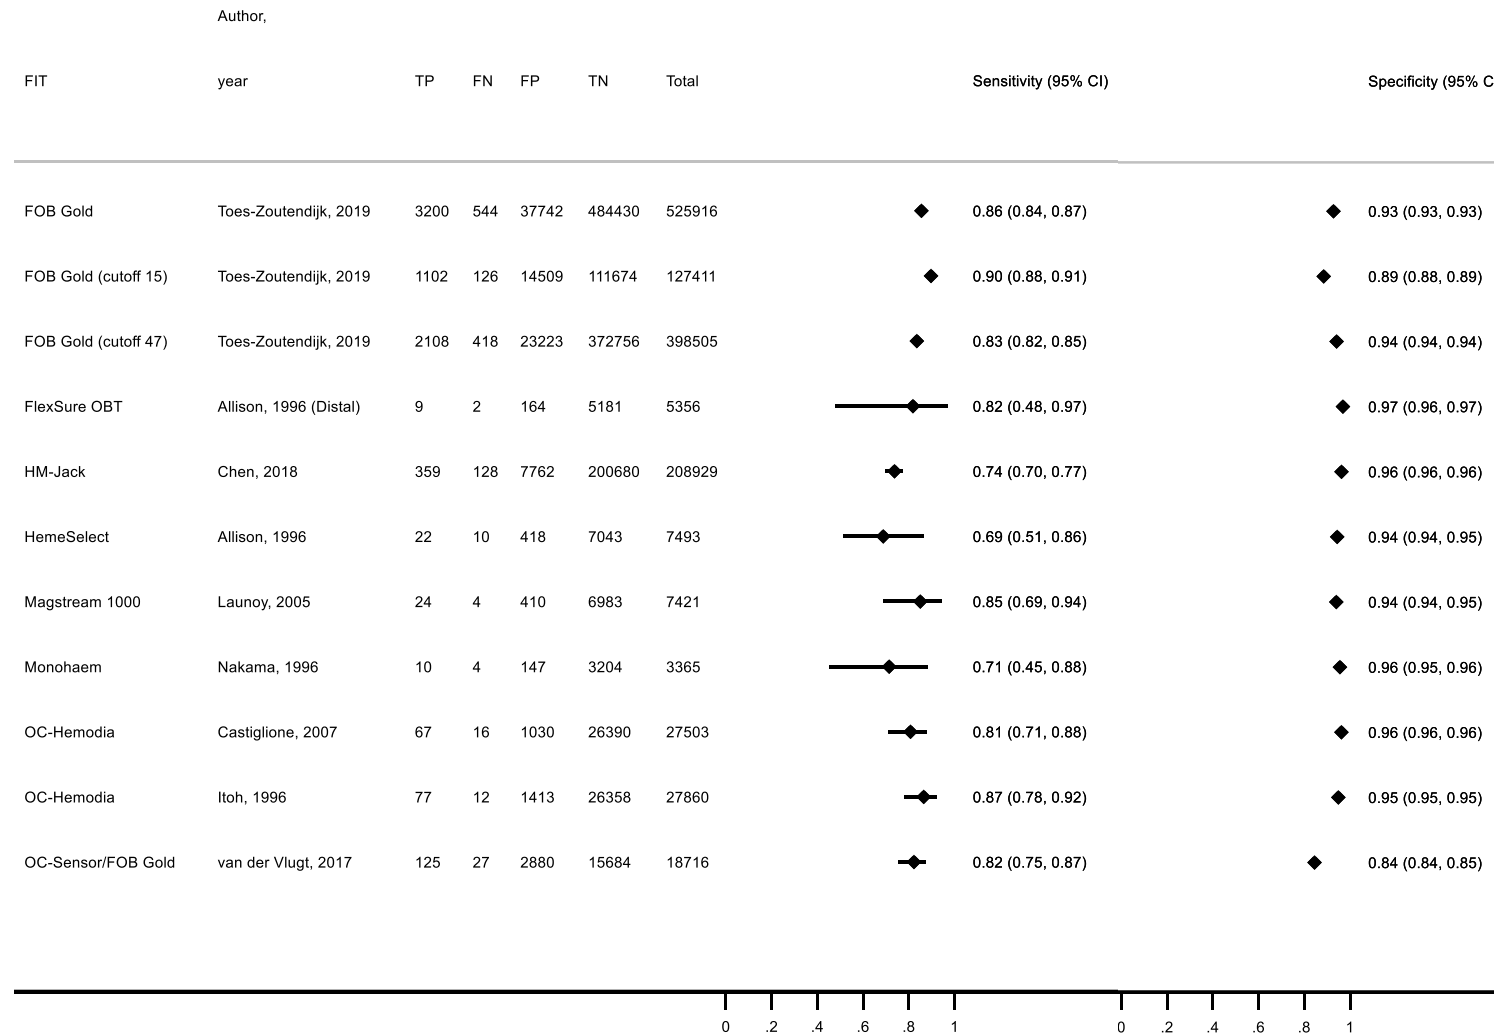 Author,
FIT year TP FN FP TN Total Sensitivity (95% CI) Specificity (95% C
FOB Gold Toes-Zoutendijk, 2019 3200 544 37742 484430 525916 0.86 (0.84, 0.87) 0.93 (0.93, 0.93)
FOB Gold (cutoff 15) Toes-Zoutendijk, 2019 1102 126 14509 111674 127411 0.90 (0.88, 0.91) 0.89 (0.88, 0.89)
FOB Gold (cutoff 47) Toes-Zoutendijk, 2019 2108 418 23223 372756 398505 0.83 (0.82, 0.85) 0.94 (0.94, 0.94)
FlexSure OBT Allison, 1996 (Distal) 9 2 164 5181 5356 0.82 (0.48, 0.97) 0.97 (0.96, 0.97)
HM-Jack Chen, 2018 359 128 7762 200680 208929 0.74 (0.70, 0.77) 0.96 (0.96, 0.96)
HemeSelect Allison, 1996 22 10 418 7043 7493 0.69 (0.51, 0.86) 0.94 (0.94, 0.95)
Magstream 1000 Launoy, 2005 24 4 410 6983 7421 0.85 (0.69, 0.94) 0.94 (0.94, 0.95)
Monohaem Nakama, 1996 10 4 147 3204 3365 0.71 (0.45, 0.88) 0.96 (0.95, 0.96)
OC-Hemodia Castiglione, 2007 67 16 1030 26390 27503 0.81 (0.71, 0.88) 0.96 (0.96, 0.96)
OC-Hemodia Itoh, 1996 77 12 1413 26358 27860 0.87 (0.78, 0.92) 0.95 (0.95, 0.95)
OC-Sensor/FOB Gold van der Vlugt, 2017 125 27 2880 15684 18716 0.82 (0.75, 0.87) 0.84 (0.84, 0.85)
0 .2 .4 .6 .8 1 0 .2 .4 .6 .8 1